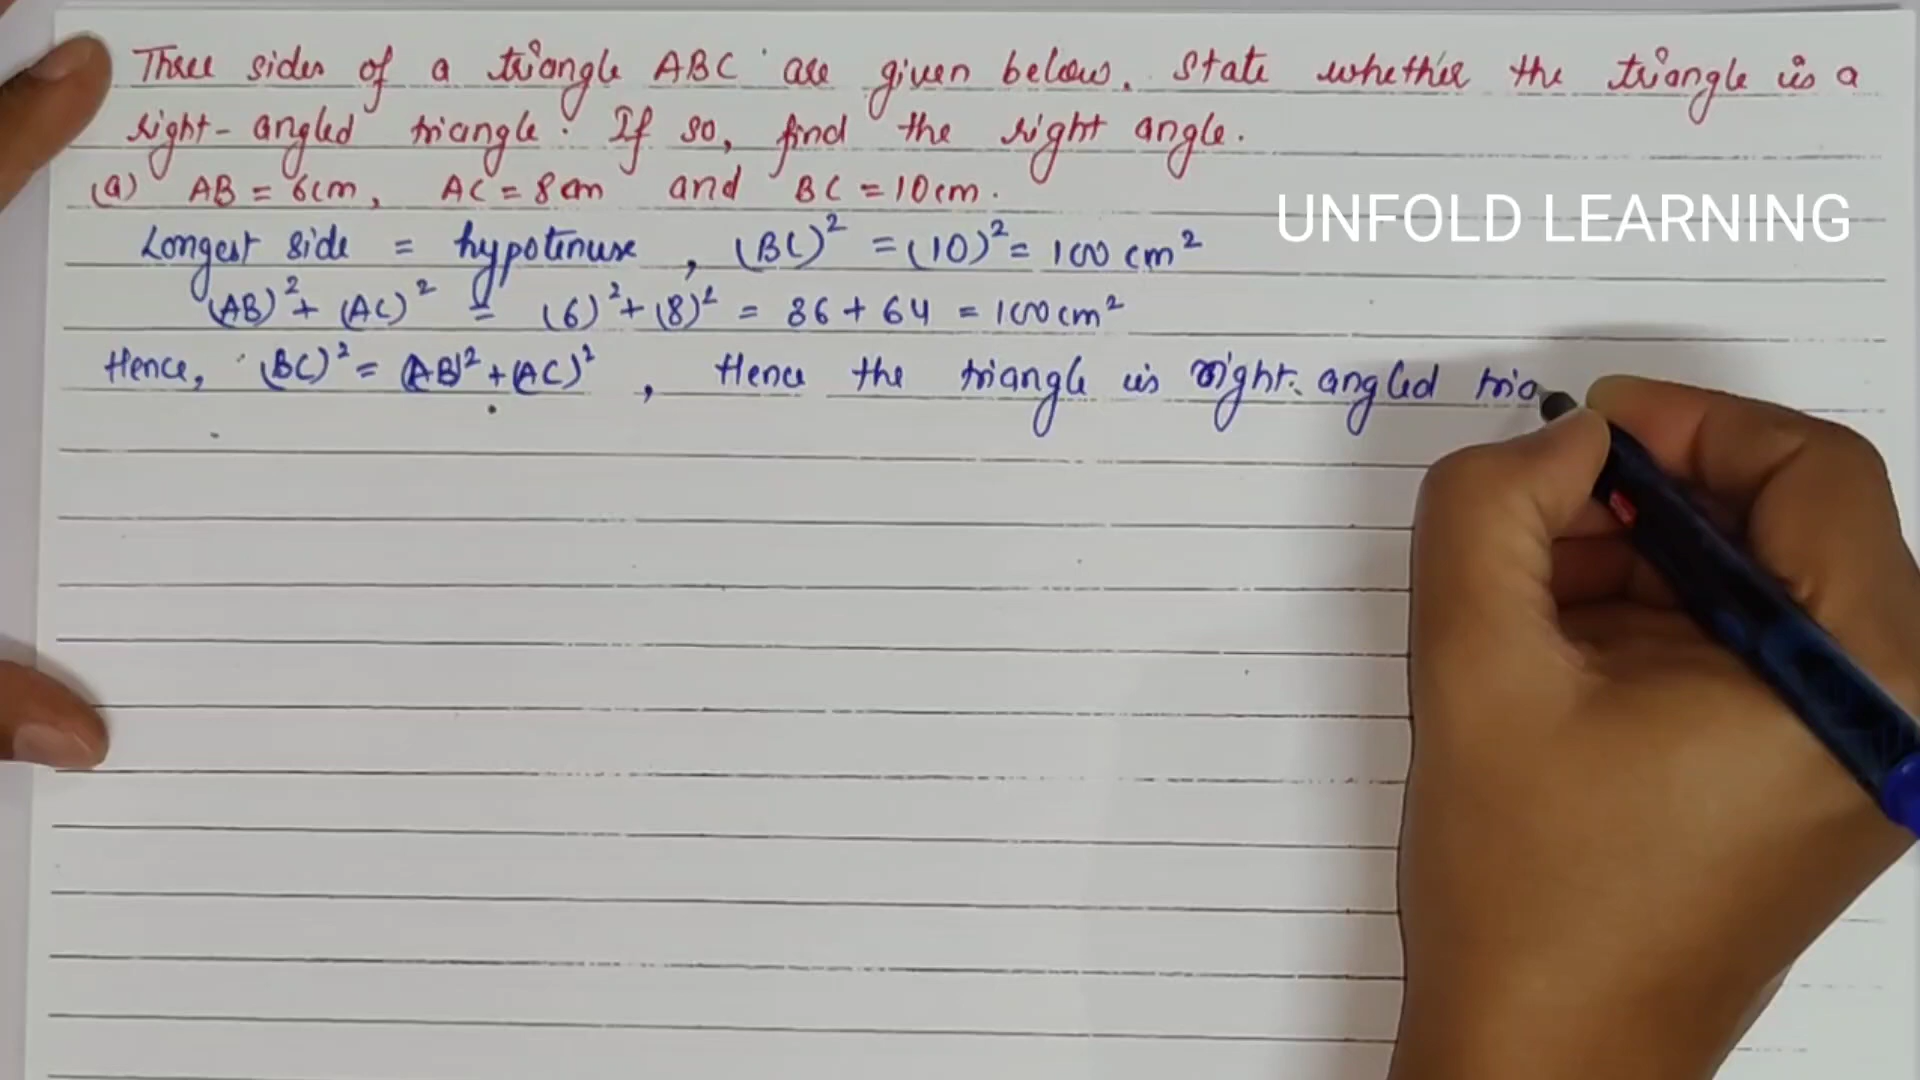 Three sides of a triangle ABC are given below. State whether the triangle is a
right-angled triangle. If so, find the right angle.
(a) AB = 6cm, AC = 8cm and BC = 10cm.
UNFOLD LEARNING
Longest side = hypotenuse, (BC)² = (10)² = 100 cm²
(AB)² + (AC)² = (6)² + (8)² = 36 + 64 = 100cm²
Hence, (BC)² = (AB)² + (AC)², Hence the triangle is right-angled tria